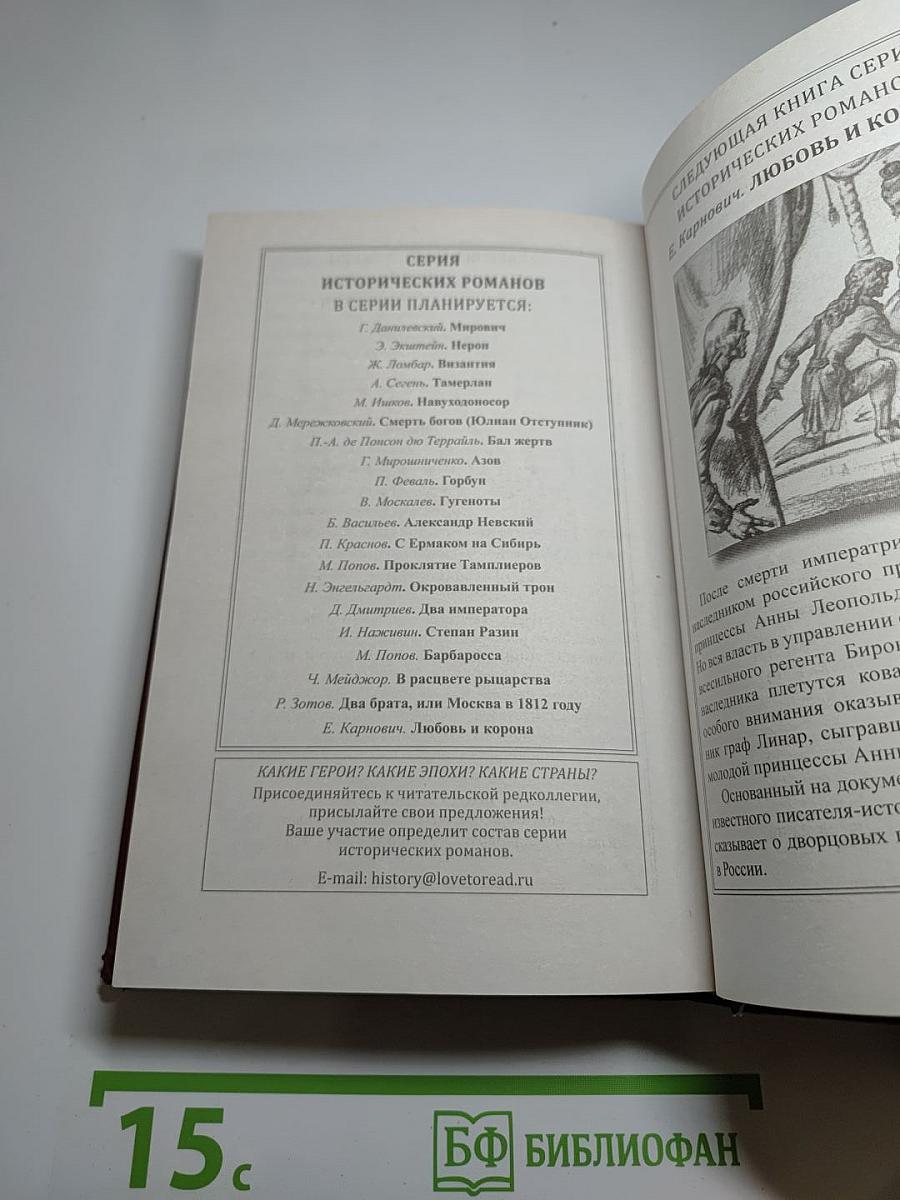 СЕРИЯ
ИСТОРИЧЕСКИХ РОМАНОВ
В СЕРИИ ПЛАНИРУЕТСЯ:
Г. Данилевский. Мирович
Э. Экштейн. Нерон
Ж. Ломбар. Византия
А. Сегень. Тамерлан
М. Ишков. Навуходоносор
Д. Мережковский. Смерть богов (Юлиан Отступник)
П.-А. де Понсон дю Террайль. Бал жертв
Г. Мирошниченко. Азов
П. Феваль. Горбун
В. Москалев. Гугеноты
Б. Васильев. Александр Невский
П. Краснов. С Ермаком на Сибирь
М. Попов. Проклятие Тамплиеров
Н. Энгельгардт. Окровавленный трон
Д. Дмитриев. Два императора
И. Наживин. Степан Разин
М. Попов. Барбаросса
Ч. Мейджор. В расцвете рыцарства
Р. Зотов. Два брата, или Москва в 1812 году
Е. Карнович. Любовь и корона
КАКИЕ ГЕРОИ? КАКИЕ ЭПОХИ? КАКИЕ СТРАНЫ?
Присоединяйтесь к читательской редколлегии,
присылайте свои предложения!
Ваше участие определит состав серии
исторических романов.
E-mail: history@lovetoread.ru
СЛЕДУЮЩАЯ КНИГА СЕРИ
ИСТОРИЧЕСКИХ РОМАНО
Е. Карнович. ЛЮБОВЬ И КО
После смерти императри
наследником российского пр
принцессы Анны Леопольд
Но вся власть в управлении
всесильного регента Бирон
наследника плетутся кова
особого внимания оказыв
ник граф Линар, сыгравш
молодой принцессы Анны
Основанный на докуме
известного писателя-исто
сказывает о дворцовых
в России.
15 с
БФ БИБЛИОФАН